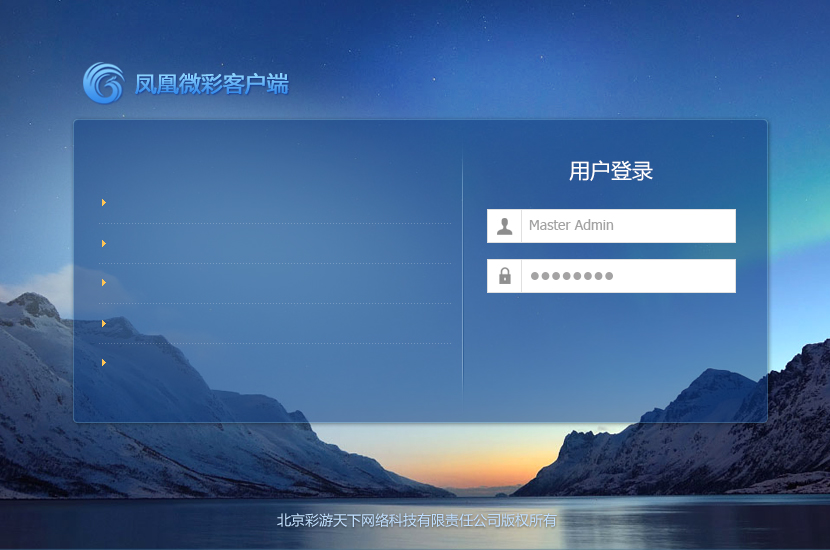 凤凰微彩客户端
用户登录
Master Admin
北京彩游天下网络科技有限责任公司版权所有